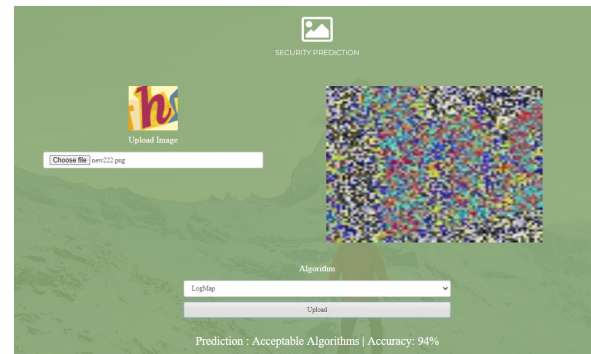 SECURITY PREDICTION
h
Upload Image
Choose file new222.png
Algorithm
LogMap
Upload
Prediction : Acceptable Algorithms | Accuracy: 94%